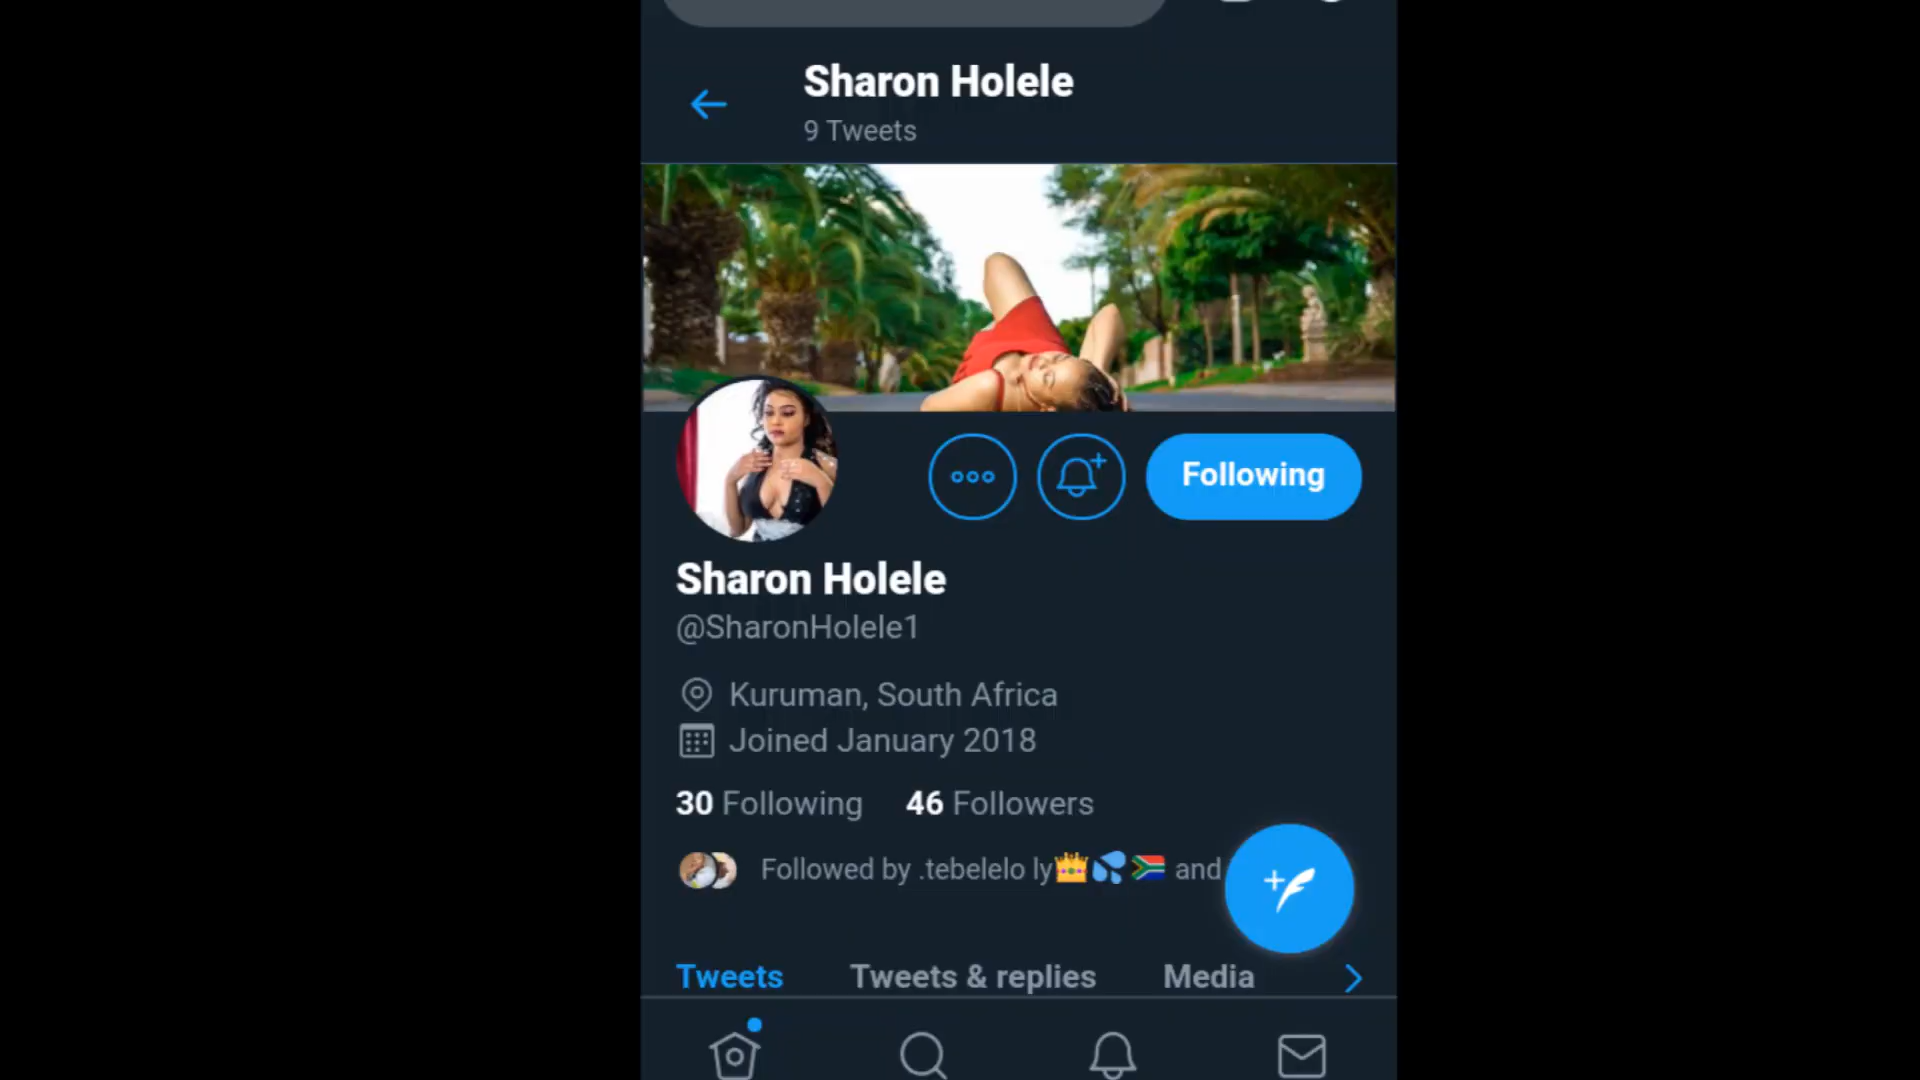 Sharon Holele
9 Tweets
Following
Sharon Holele
@SharonHolele1
Kuruman, South Africa
Joined January 2018
30 Following 46 Followers
Followed by .tebelelo ly👑💦🇿🇦 and
Tweets Tweets & replies Media